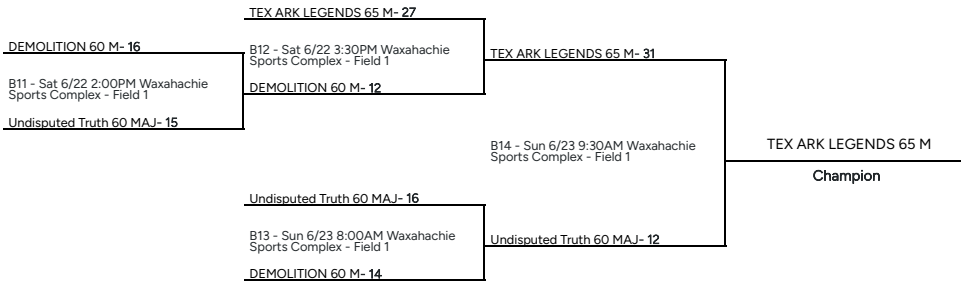 TEX ARK LEGENDS 65 M- 27
DEMOLITION 60 M- 16
B12 - Sat 6/22 3:30PM Waxahachie
Sports Complex - Field 1
TEX ARK LEGENDS 65 M- 31
B11 - Sat 6/22 2:00PM Waxahachie
Sports Complex - Field 1
DEMOLITION 60 M- 12
Undisputed Truth 60 MAJ- 15
B14 - Sun 6/23 9:30AM Waxahachie
Sports Complex - Field 1
TEX ARK LEGENDS 65 M
Champion
Undisputed Truth 60 MAJ- 16
B13 - Sun 6/23 8:00AM Waxahachie
Sports Complex - Field 1
Undisputed Truth 60 MAJ- 12
DEMOLITION 60 M- 14